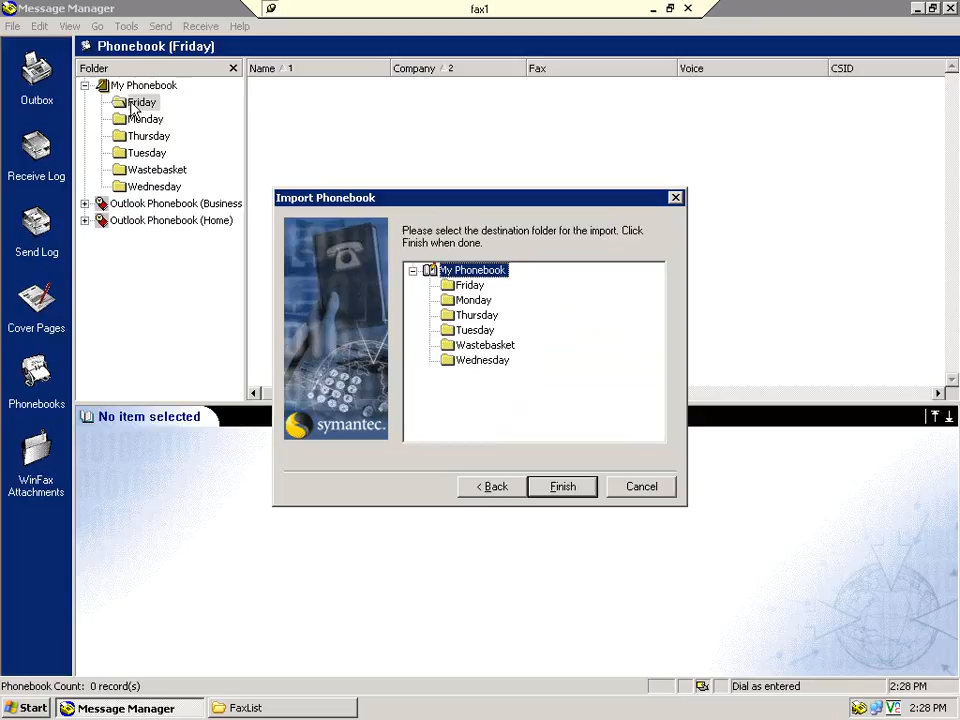 Message Manager
fax1
File Edit View Go Tools Send Receive Help
Phonebook (Friday)
Outbox
Receive Log
Send Log
Cover Pages
Phonebooks
WinFax
Attachments
Folder
My Phonebook
Friday
Monday
Thursday
Tuesday
Wastebasket
Wednesday
Outlook Phonebook (Business
Outlook Phonebook (Home)
Name 1 Company 2 Fax Voice CSID
Import Phonebook
Please select the destination folder for the import. Click
Finish when done.
My Phonebook
Friday
Monday
Thursday
Tuesday
Wastebasket
Wednesday
symantec.
< Back Finish Cancel
No item selected
Phonebook Count: 0 record(s) Dial as entered 2:28 PM
Start Message Manager FaxList 2:28 PM